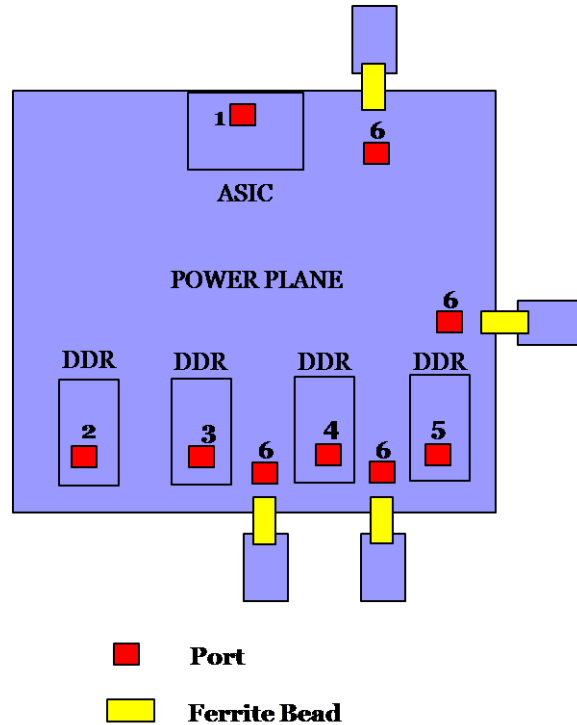 1
6
ASIC
POWER PLANE
6
DDR DDR DDR DDR
2 3 6 4 6 5
Port
Ferrite Bead